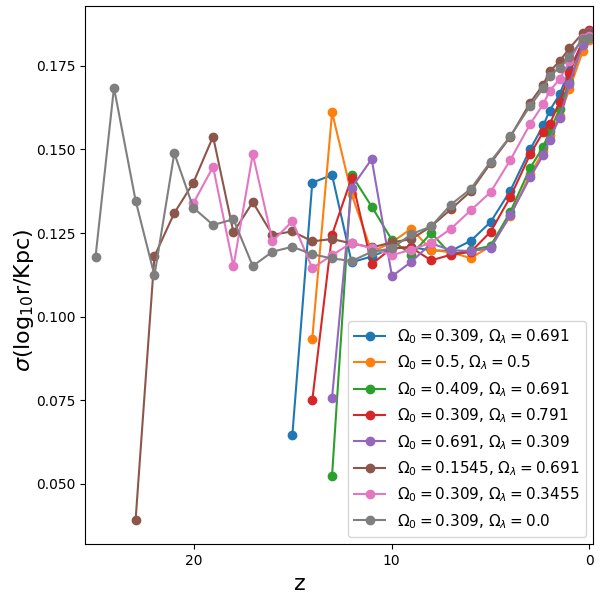 0.175
0.150
0.125
0.100
0.075
0.050
σ(log₁₀r/Kpc)
Ω₀ = 0.309, Ω_λ = 0.691
Ω₀ = 0.5, Ω_λ = 0.5
Ω₀ = 0.409, Ω_λ = 0.691
Ω₀ = 0.309, Ω_λ = 0.791
Ω₀ = 0.691, Ω_λ = 0.309
Ω₀ = 0.1545, Ω_λ = 0.691
Ω₀ = 0.309, Ω_λ = 0.3455
Ω₀ = 0.309, Ω_λ = 0.0
20 10 0
z